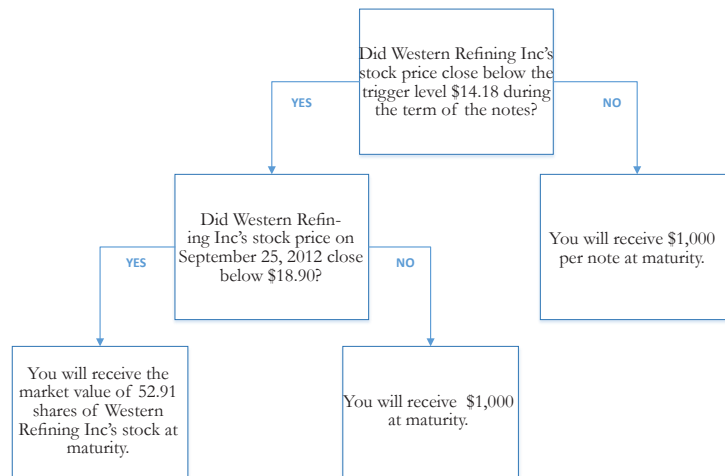 Did Western Refining Inc's
stock price close below the
trigger level $14.18 during
the term of the notes?
YES
NO
Did Western Refin-
ing Inc's stock price on
September 25, 2012 close
below $18.90?
You will receive $1,000
per note at maturity.
YES
NO
You will receive the
market value of 52.91
shares of Western
Refining Inc's stock at
maturity.
You will receive $1,000
at maturity.